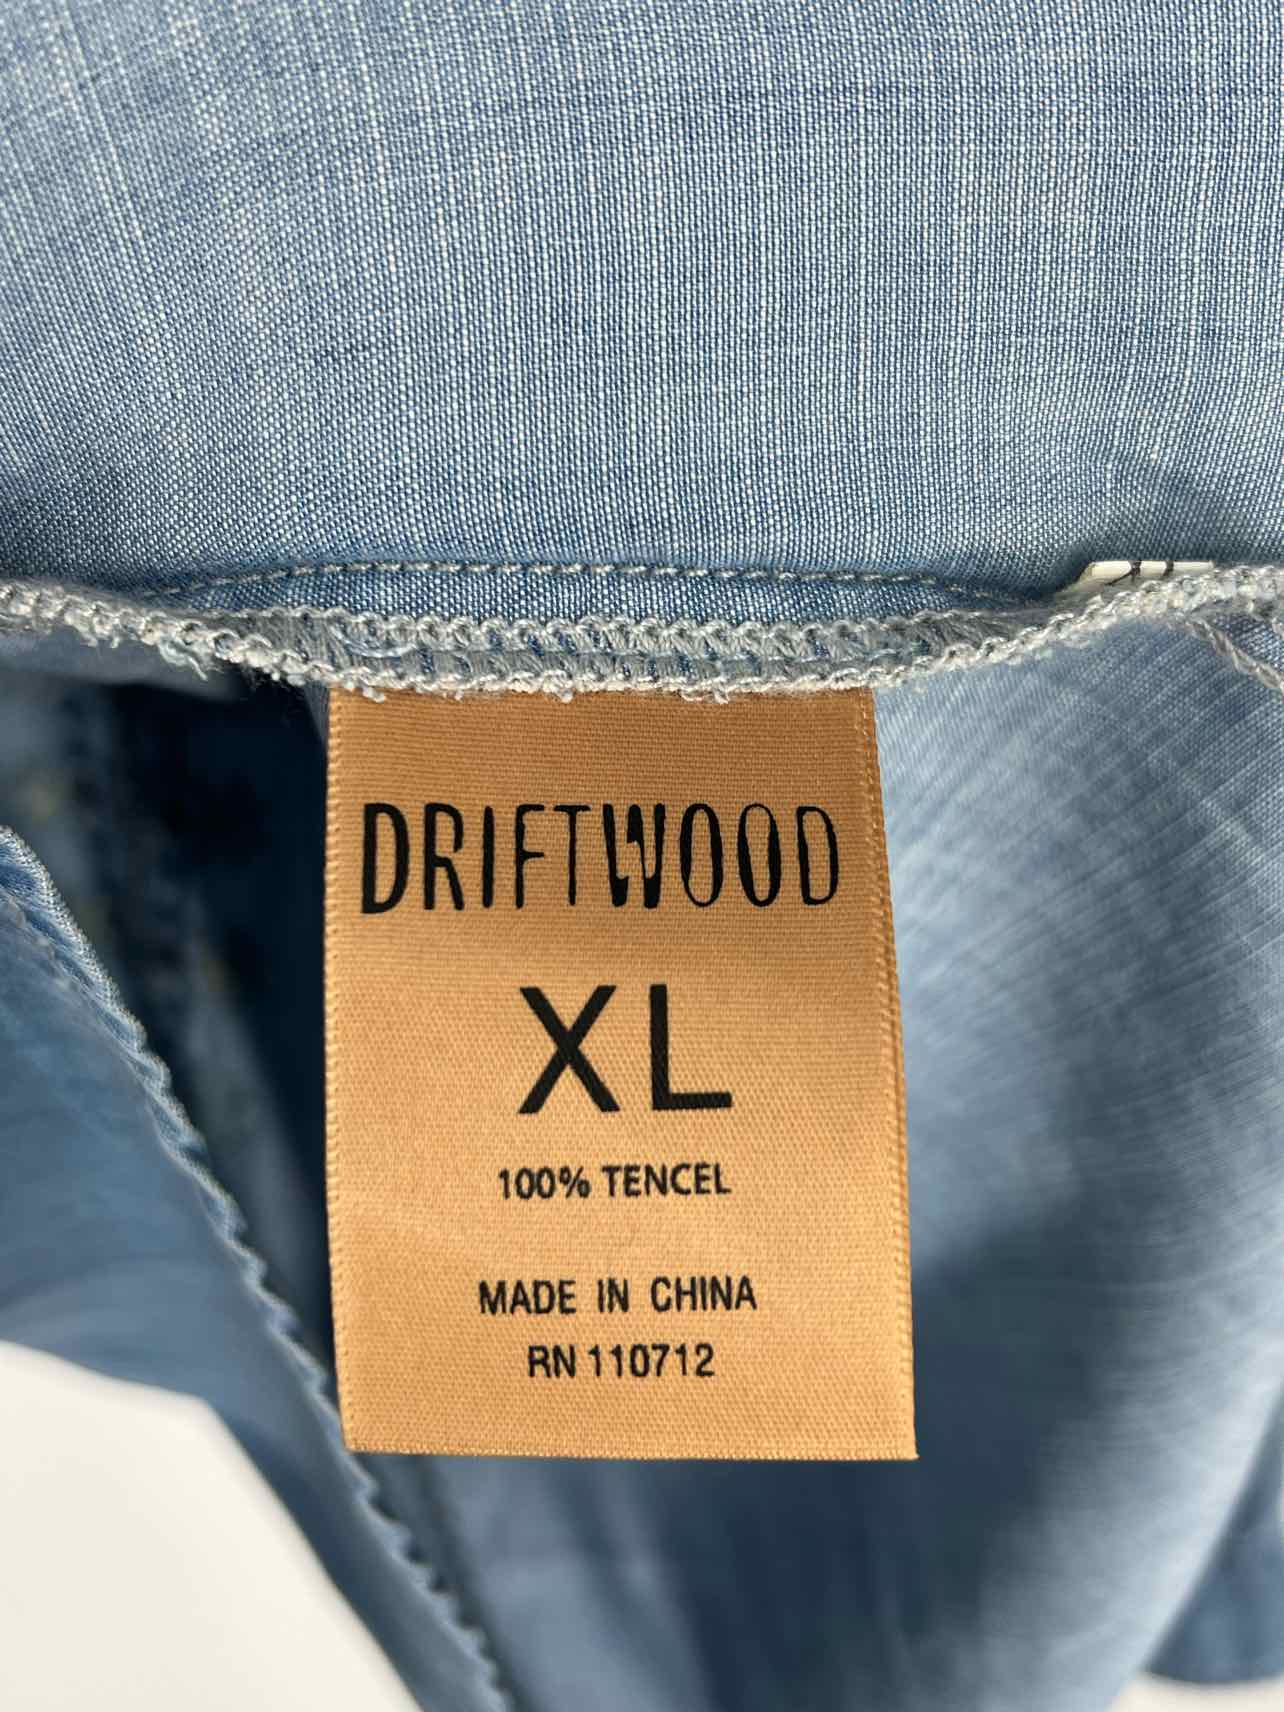 DRIFTWOOD
XL
100% TENCEL
MADE IN CHINA
RN 110712